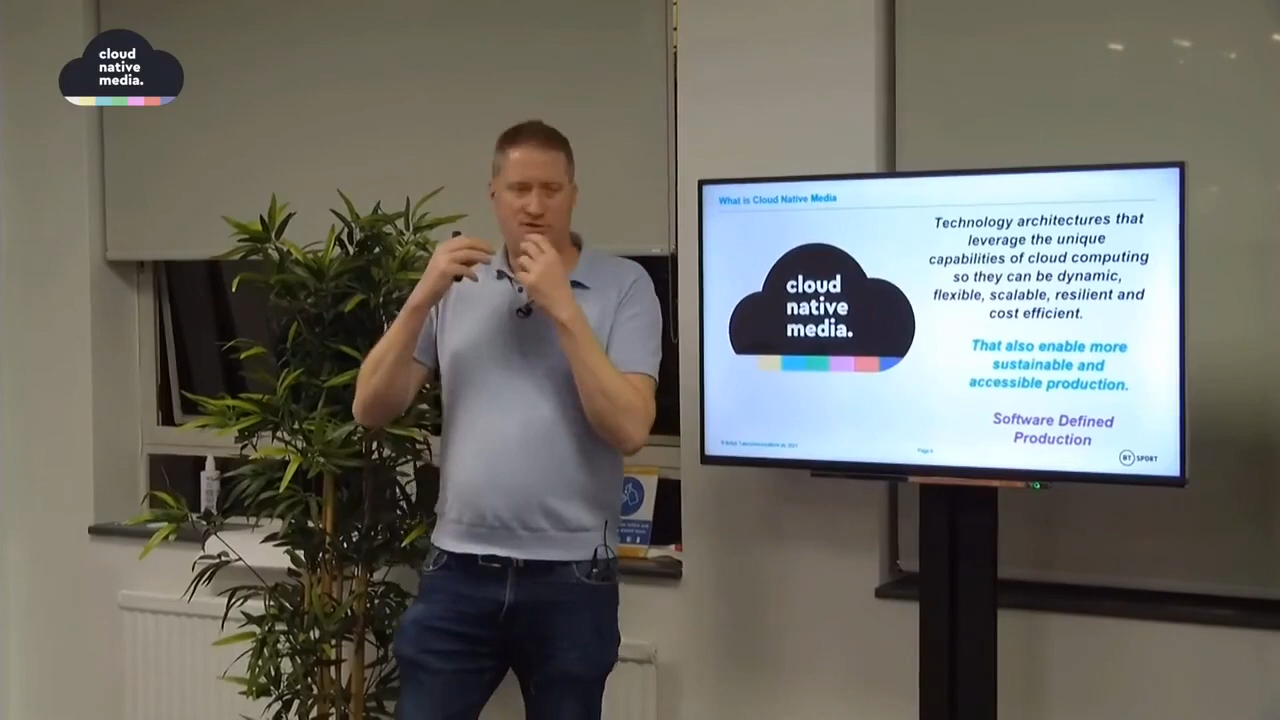 cloud
native
media.
What is Cloud Native Media
cloud
native
media.
Technology architectures that
leverage the unique
capabilities of cloud computing
so they can be dynamic,
flexible, scalable, resilient and
cost efficient.
That also enable more
sustainable and
accessible production.
Software Defined
Production
Page
BT SPORT